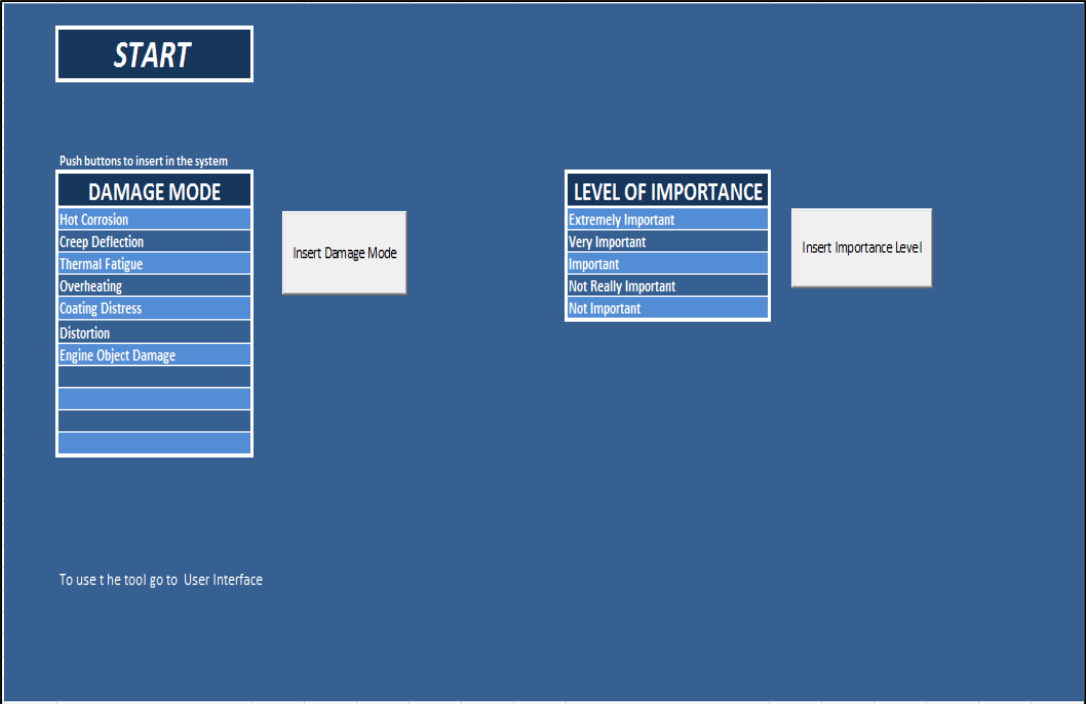 START
Push buttons to insert in the system
DAMAGE MODE
Hot Corrosion
Creep Deflection
Thermal Fatigue
Overheating
Coating Distress
Distortion
Engine Object Damage
Insert Damage Mode
LEVEL OF IMPORTANCE
Extremely Important
Very Important
Important
Not Really Important
Not Important
Insert Importance Level
To use t he tool go to User Interface